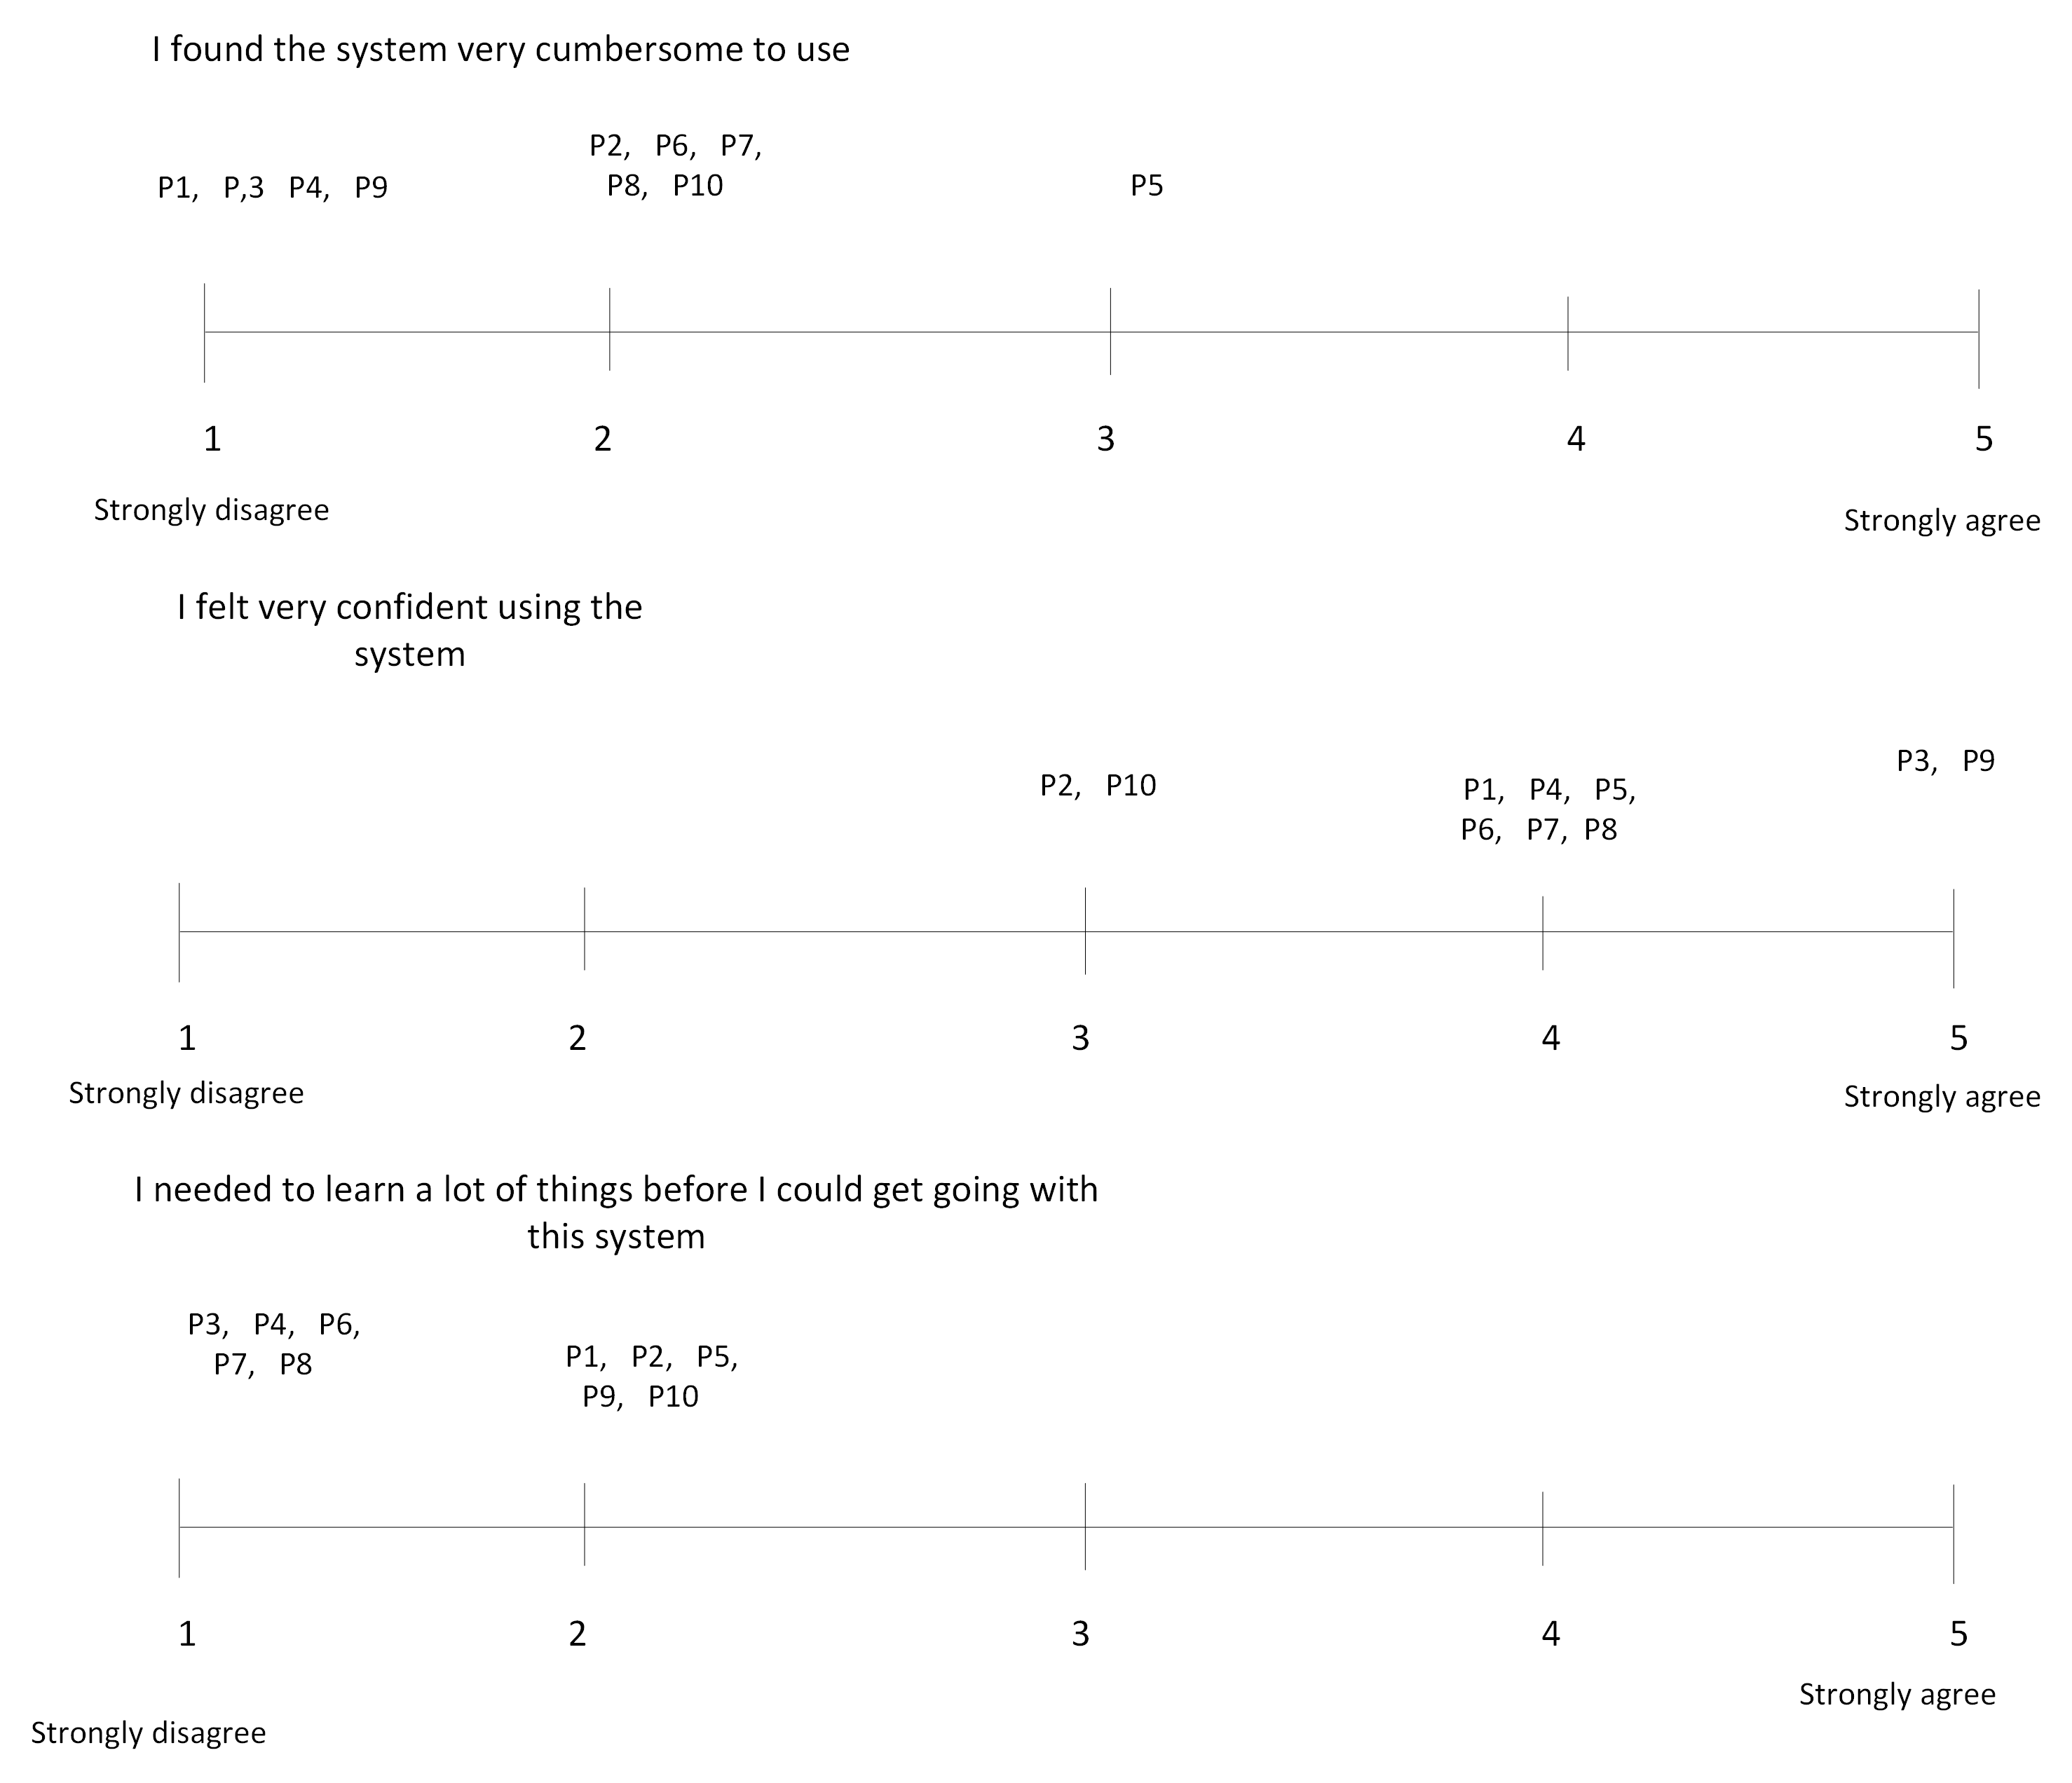 I found the system very cumbersome to use
P2, P6, P7,
P1, P,3 P4, P9
P8, P10
P5
1
2
3
4
5
Strongly disagree
Strongly agree
I felt very confident using the
system
P3, P9
P2, P10
P1, P4, P5,
P6, P7, P8
1
2
3
4
5
Strongly disagree
Strongly agree
I needed to learn a lot of things before I could get going with
this system
P3, P4, P6,
P7, P8
P1, P2, P5,
P9, P10
1
2
3
4
5
Strongly agree
Strongly disagree